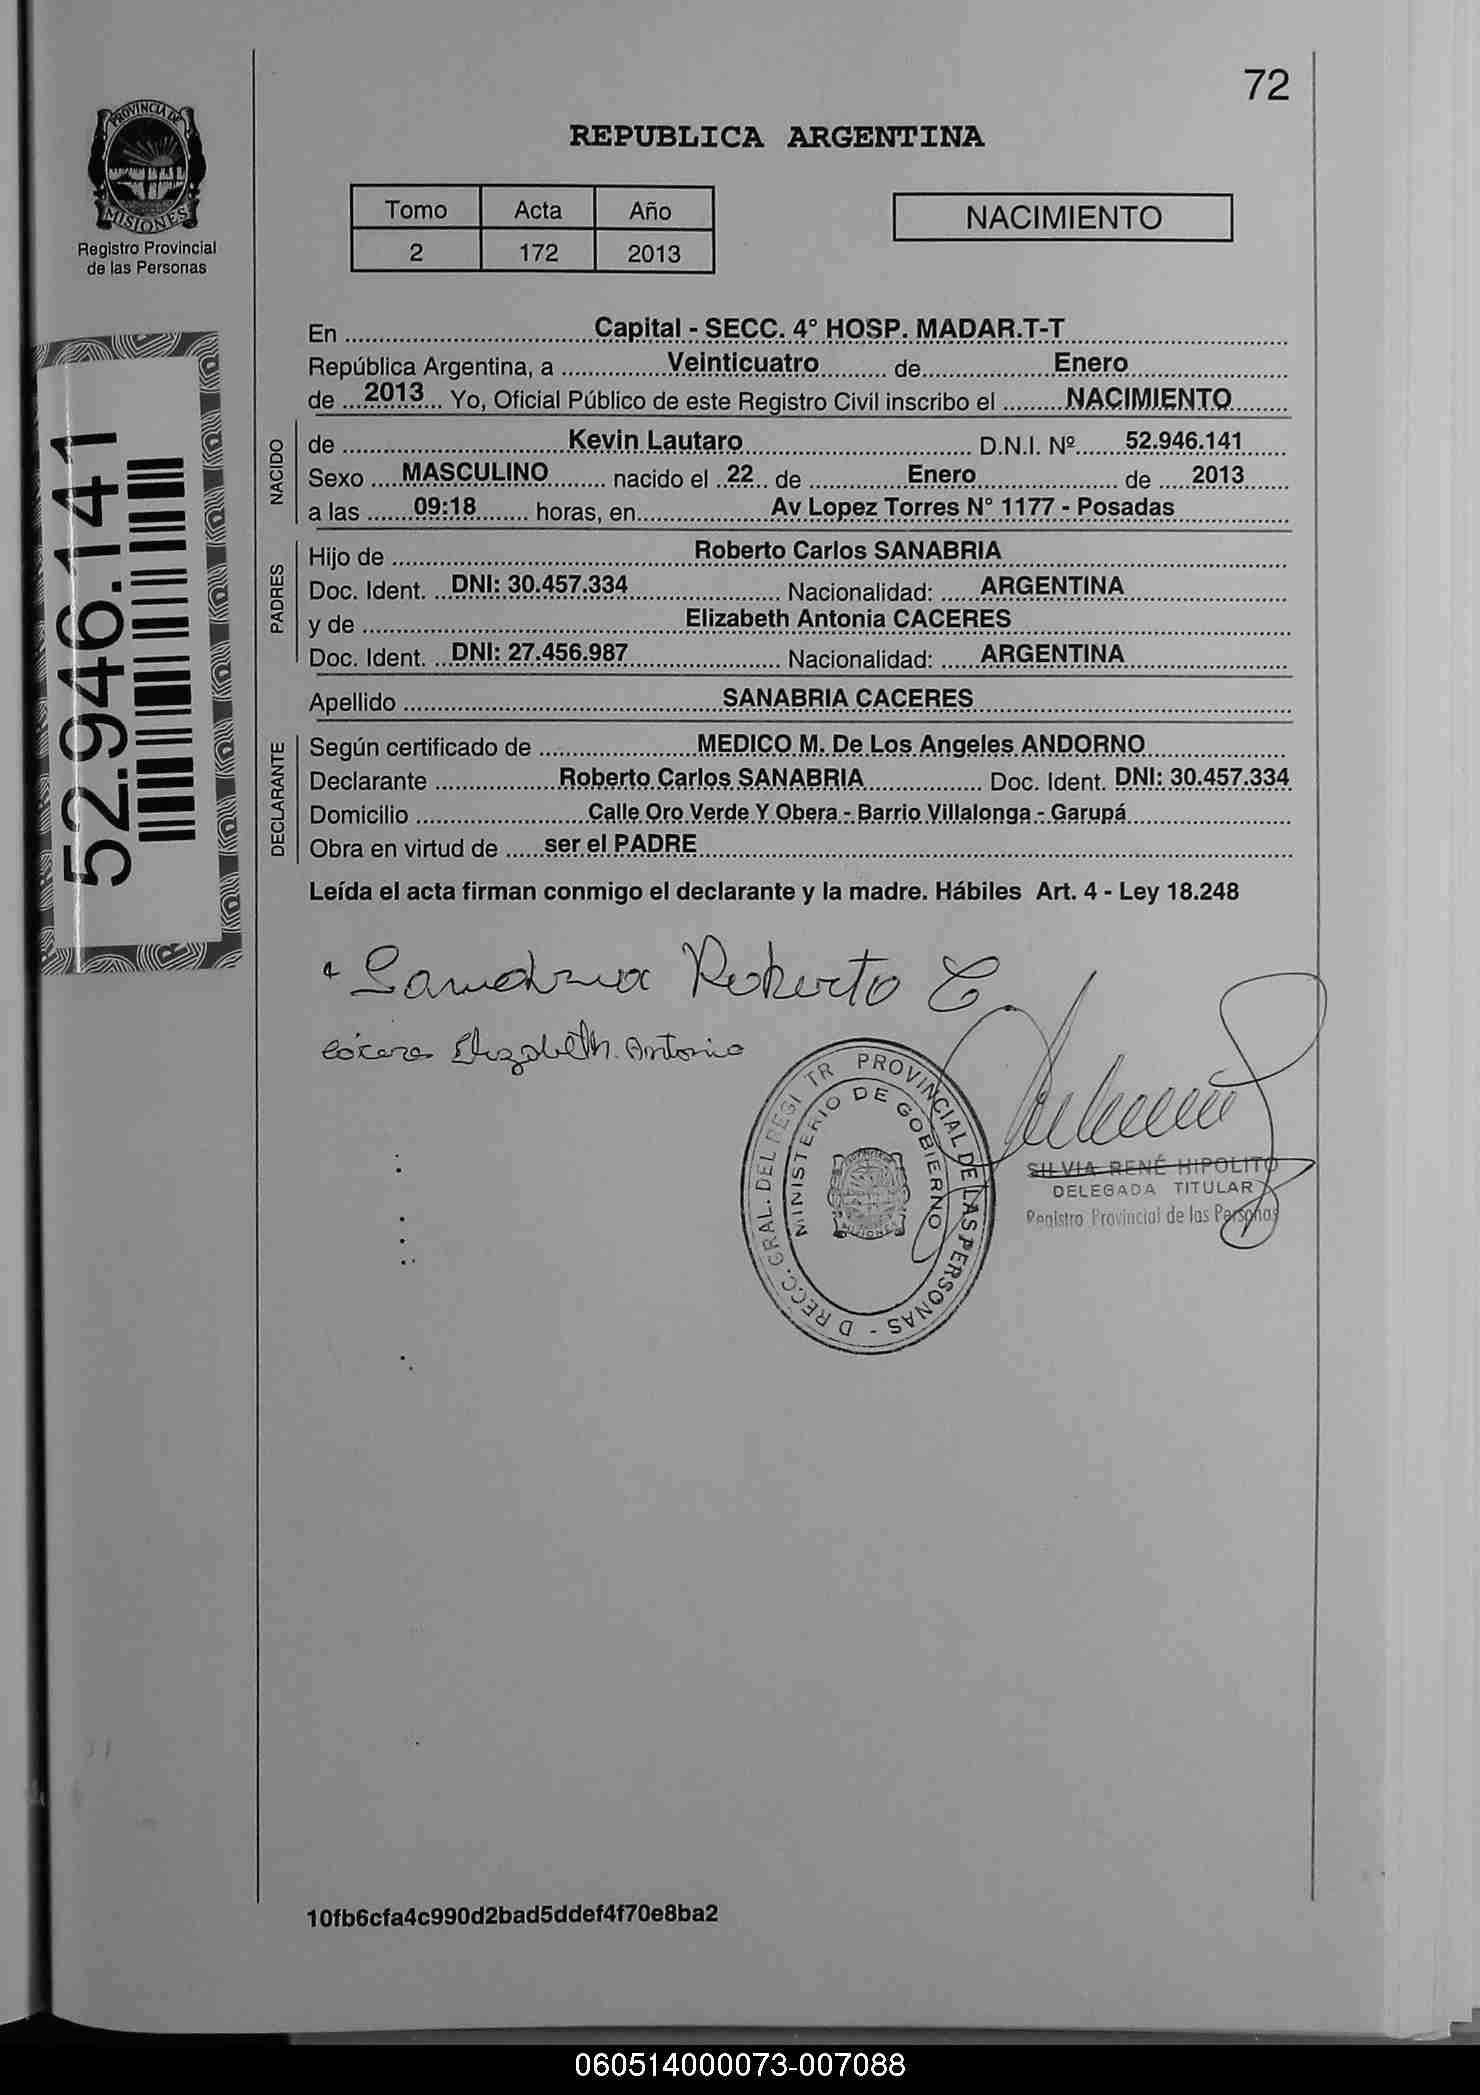 72
PROVINCIA DE
MISIONES
Registro Provincial
de las Personas
REPUBLICA ARGENTINA
Tomo Acta Año
2 172 2013
NACIMIENTO
52.946.141
En Capital - SECC. 4° HOSP. MADAR.T-T
República Argentina, a Veinticuatro de Enero
de 2013 Yo, Oficial Público de este Registro Civil inscribo el NACIMIENTO
NACIDO
de Kevin Lautaro D.N.I. Nº 52.946.141
Sexo MASCULINO nacido el 22 de Enero de 2013
a las 09:18 horas, en Av Lopez Torres N° 1177 - Posadas
PADRES
Hijo de Roberto Carlos SANABRIA
Doc. Ident. DNI: 30.457.334 Nacionalidad: ARGENTINA
y de Elizabeth Antonia CACERES
Doc. Ident. DNI: 27.456.987 Nacionalidad: ARGENTINA
Apellido SANABRIA CACERES
DECLARANTE
Según certificado de MEDICO M. De Los Angeles ANDORNO
Declarante Roberto Carlos SANABRIA Doc. Ident. DNI: 30.457.334
Domicilio Calle Oro Verde Y Obera - Barrio Villalonga - Garupá
Obra en virtud de ser el PADRE
Leída el acta firman conmigo el declarante y la madre. Hábiles Art. 4 - Ley 18.248
Sanabria Roberto C
Cáceres Elizabeth Antonia
D RECC. GRAL. DEL REGI TR PROVINCIAL DE LAS PERSONAS -
MINISTERIO DE GOBIERNO
MISIONES
SILVIA RENÉ HIPOLITO
DELEGADA TITULAR
Registro Provincial de las Personas
10fb6cfa4c990d2bad5ddef4f70e8ba2
060514000073-007088